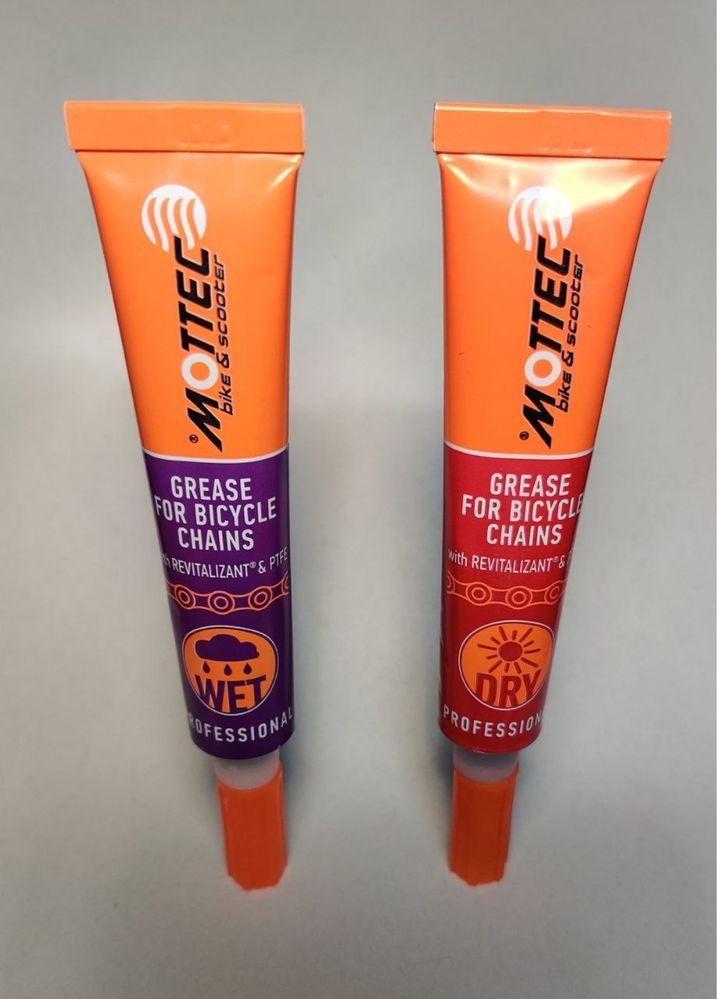 MOTTEC®
bike & scooter
GREASE
FOR BICYCLE
CHAINS
with REVITALIZANT® & PTFE
WET
PROFESSIONAL
MOTTEC®
bike & scooter
GREASE
FOR BICYCLE
CHAINS
with REVITALIZANT® &
DRY
PROFESSIONAL